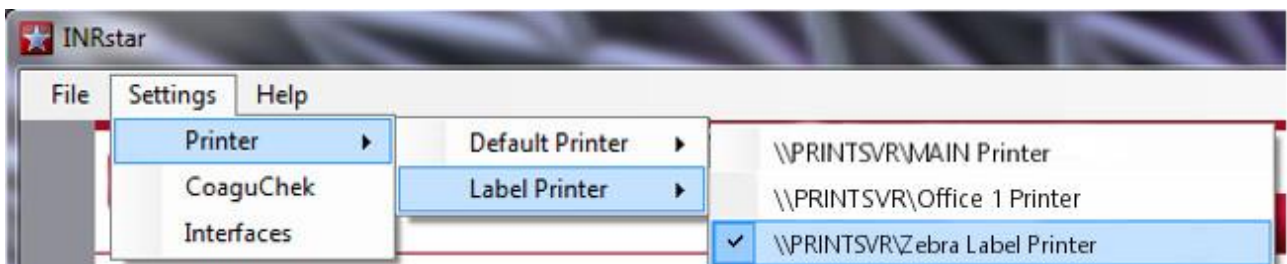 INRstar
File Settings Help
Printer Default Printer \\PRINTSVR\MAIN Printer
CoaguChek Label Printer \\PRINTSVR\Office 1 Printer
Interfaces \\PRINTSVR\Zebra Label Printer